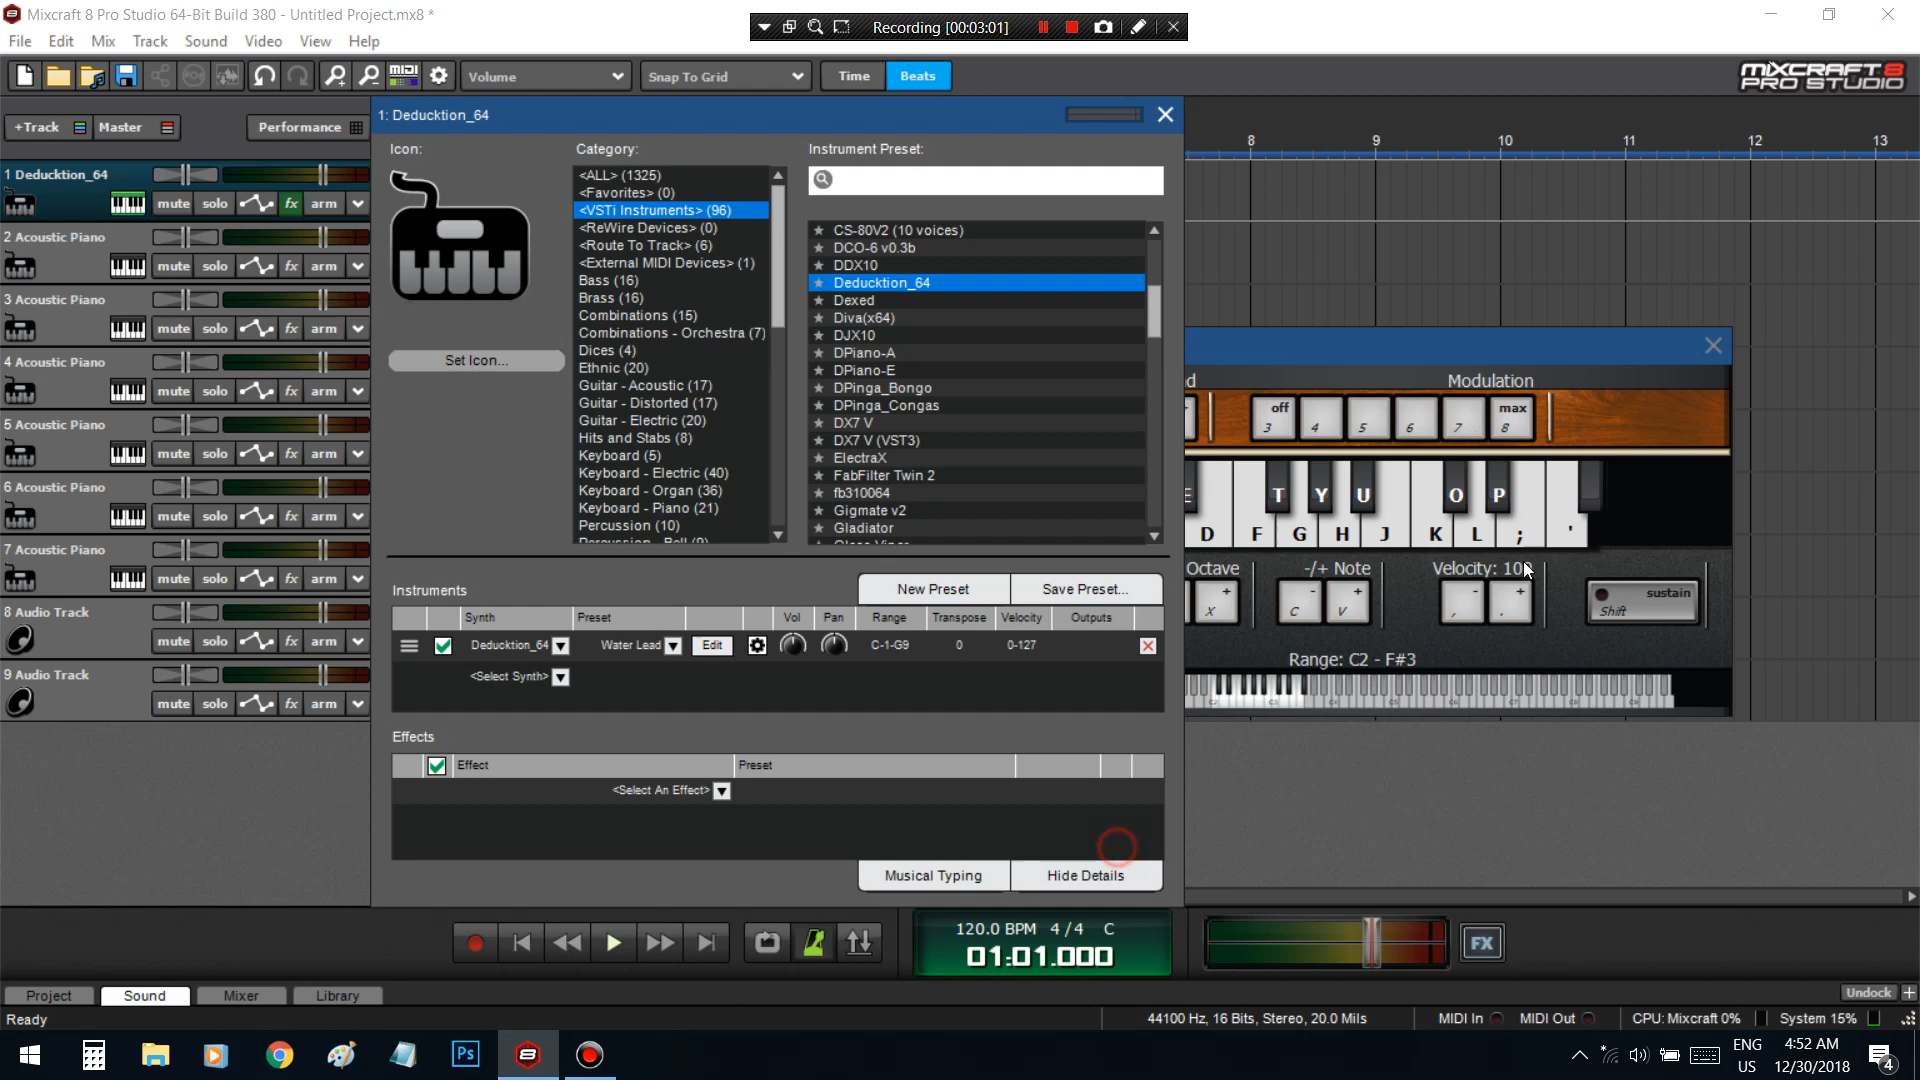 Mixcraft 8 Pro Studio 64-Bit Build 380 - Untitled Project.mx8 *
Recording [00:03:01]
File Edit Mix Track Sound Video View Help
MIDI
Volume
Snap To Grid
Time
Beats
MIXCRAFT 8
PRO STUDIO
+Track
Master
Performance
1: Deducktion_64
8 9 10 11 12 13
1 Deducktion_64
mute solo fx arm
2 Acoustic Piano
mute solo fx arm
3 Acoustic Piano
mute solo fx arm
4 Acoustic Piano
mute solo fx arm
5 Acoustic Piano
mute solo fx arm
6 Acoustic Piano
mute solo fx arm
7 Acoustic Piano
mute solo fx arm
8 Audio Track
mute solo fx arm
9 Audio Track
mute solo fx arm
Icon:
Set Icon...
Category:
<ALL> (1325)
<Favorites> (0)
<VSTi Instruments> (96)
<ReWire Devices> (0)
<Route To Track> (6)
<External MIDI Devices> (1)
Bass (16)
Brass (16)
Combinations (15)
Combinations - Orchestra (7)
Dices (4)
Ethnic (20)
Guitar - Acoustic (17)
Guitar - Distorted (17)
Guitar - Electric (20)
Hits and Stabs (8)
Keyboard (5)
Keyboard - Electric (40)
Keyboard - Organ (36)
Keyboard - Piano (21)
Percussion (10)
Instrument Preset:
CS-80V2 (10 voices)
DCO-6 v0.3b
DDX10
Deducktion_64
Dexed
Diva(x64)
DJX10
DPiano-A
DPiano-E
DPinga_Bongo
DPinga_Congas
DX7 V
DX7 V (VST3)
ElectraX
FabFilter Twin 2
fb310064
Gigmate v2
Gladiator
Instruments
New Preset
Save Preset...
Synth Preset Vol Pan Range Transpose Velocity Outputs
Deducktion_64 Water Lead Edit C-1-G9 0 0-127
<Select Synth>
Effects
Effect Preset
<Select An Effect>
Musical Typing
Hide Details
Modulation
off 3 4 5 6 7 max 8
E T Y U O P
D F G H J K L ; '
Octave -/+ Note Velocity:
X + C - V + , - . + sustain Shift
Range: C2 - F#3
120.0 BPM 4/4 C
01:01.000
FX
Project Sound Mixer Library
Undock +
Ready
44100 Hz, 16 Bits, Stereo, 20.0 Mils
MIDI In
MIDI Out
CPU: Mixcraft 0%
System 15%
Ps
8
ENG
US
4:52 AM
12/30/2018
4